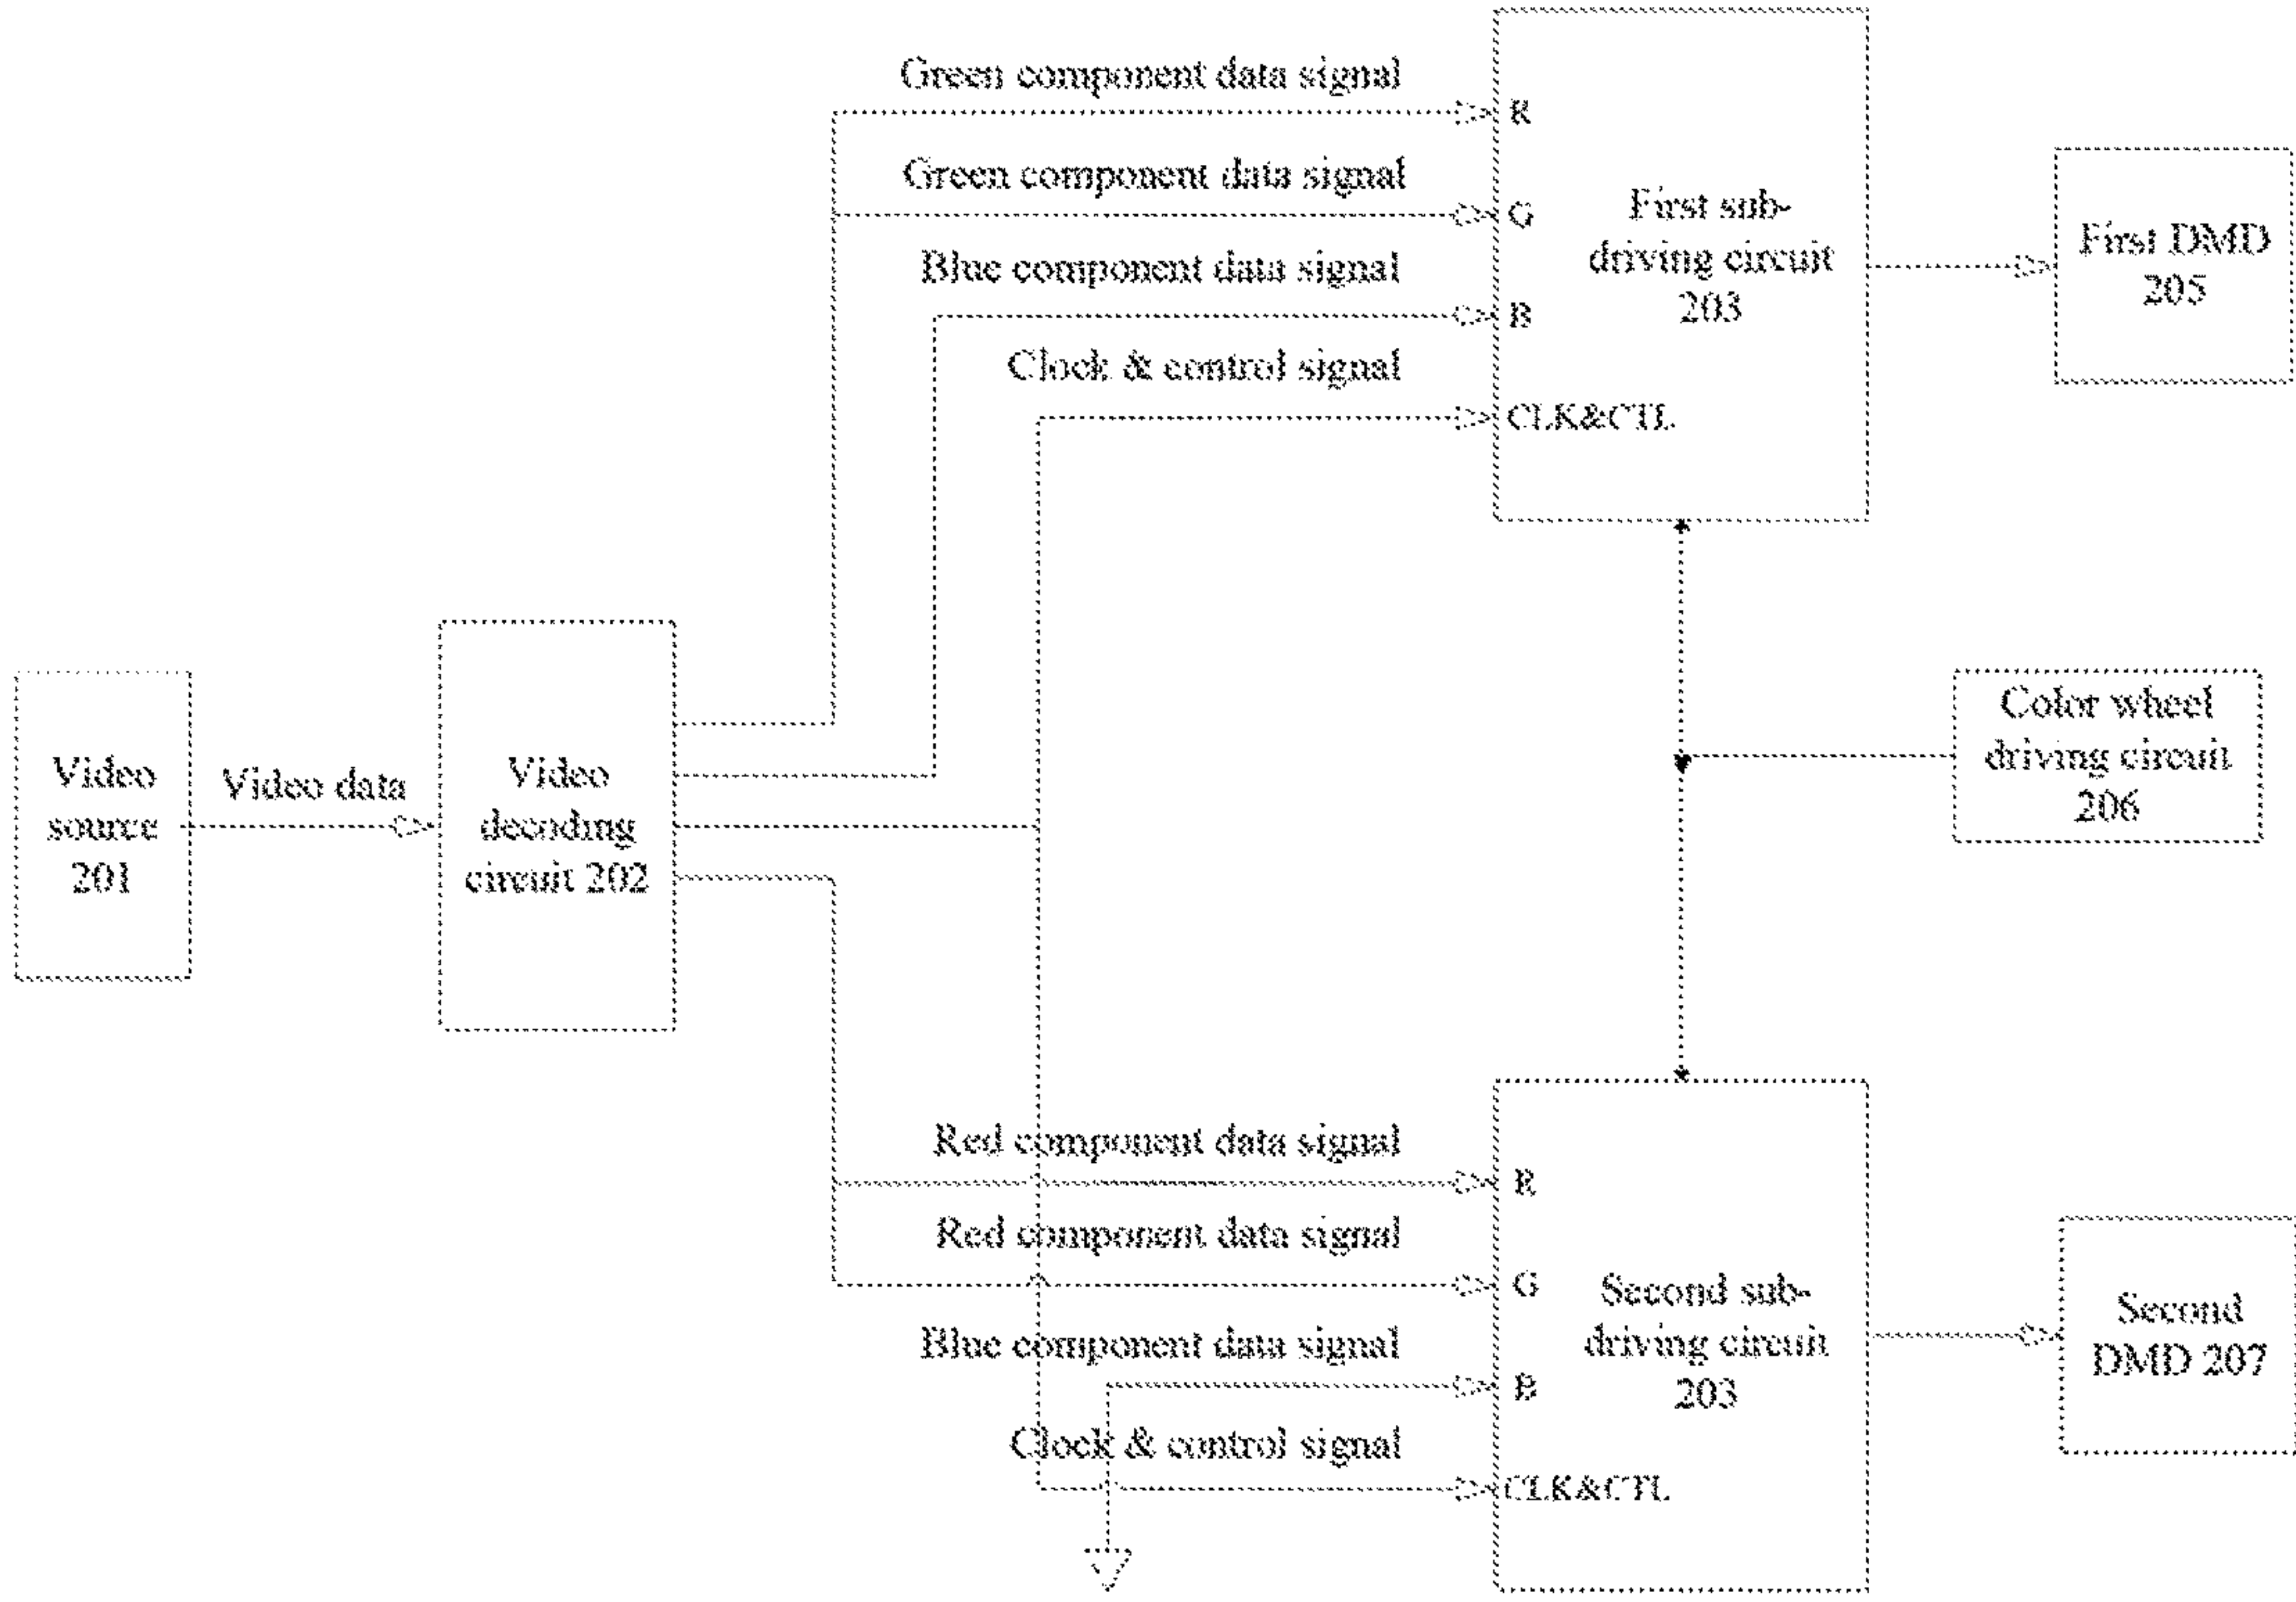 Green component data signal
R
Green component data signal
G
First sub-
driving circuit
203
First DMD
205
Blue component data signal
B
Clock & control signal
CLK&CTL
Color wheel
driving circuit
206
Video
source
201
Video data
Video
decoding
circuit 202
Red component data signal
R
Red component data signal
G
Second sub-
driving circuit
203
Second
DMD 207
Blue component data signal
B
Clock & control signal
CLK&CTL